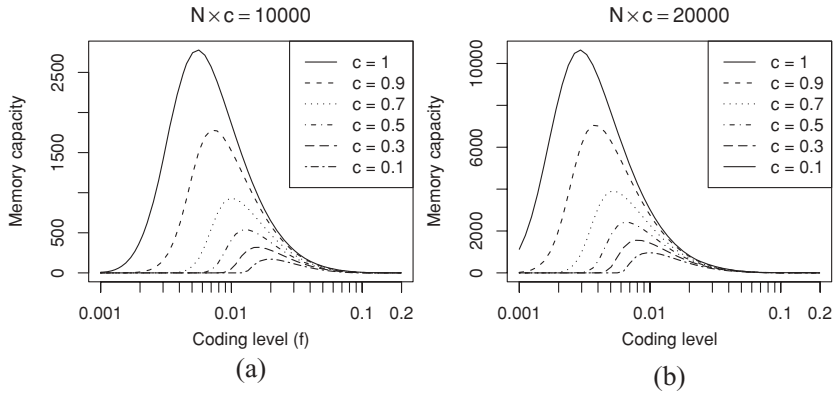 N × c = 10000
Memory capacity
0
500
1500
2500
c = 1
c = 0.9
c = 0.7
c = 0.5
c = 0.3
c = 0.1
0.001
0.01
0.1
0.2
Coding level (f)
(a)
N × c = 20000
Memory capacity
0
2000
6000
10000
c = 1
c = 0.9
c = 0.7
c = 0.5
c = 0.3
c = 0.1
0.001
0.01
0.1
0.2
Coding level
(b)